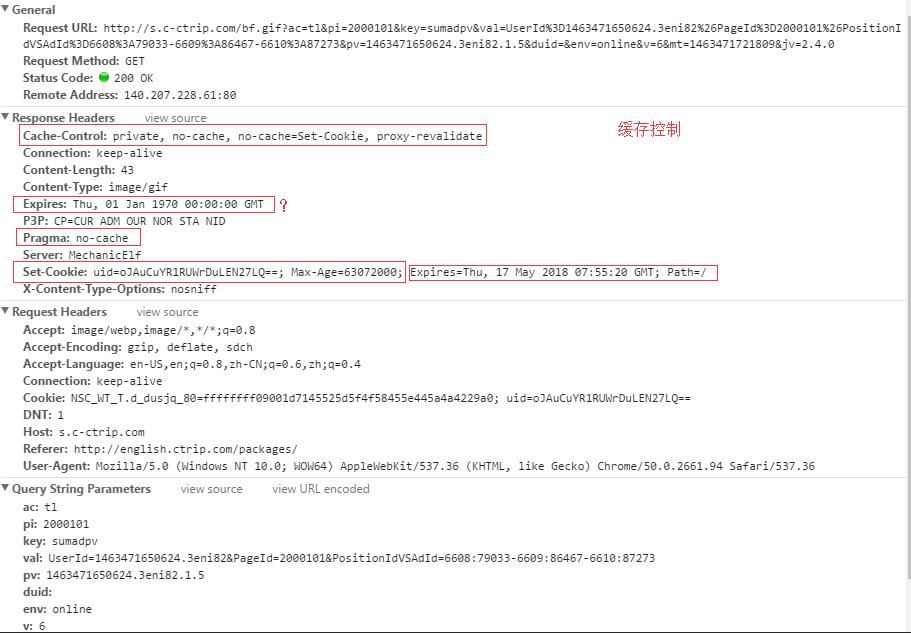 General
Request URL: http://s.c-ctrip.com/bf.gif?ac=tl&pi=2000101&key=sumadpv&val=UserId%3D1463471650624.3eni82%26PageId%3D2000101%26PositionI
dVSAdId%3D6608%3A79033-6609%3A86467-6610%3A87273&pv=1463471650624.3eni82.1.5&duid=&env=online&v=6&mt=1463471721809&jv=2.4.0
Request Method: GET
Status Code: 200 OK
Remote Address: 140.207.228.61:80
Response Headers view source
Cache-Control: private, no-cache, no-cache=Set-Cookie, proxy-revalidate
缓存控制
Connection: keep-alive
Content-Length: 43
Content-Type: image/gif
Expires: Thu, 01 Jan 1970 00:00:00 GMT ?
P3P: CP=CUR ADM OUR NOR STA NID
Pragma: no-cache
Server: MechanicElf
Set-Cookie: uid=oJAuCuYR1RUWrDuLEN27LQ==; Max-Age=63072000; Expires=Thu, 17 May 2018 07:55:20 GMT; Path=/
X-Content-Type-Options: nosniff
Request Headers view source
Accept: image/webp,image/*,*/*;q=0.8
Accept-Encoding: gzip, deflate, sdch
Accept-Language: en-US,en;q=0.8,zh-CN;q=0.6,zh;q=0.4
Connection: keep-alive
Cookie: NSC_WT_T.d_dusjq_80=ffffffff09001d7145525d5f4f58455e445a4a4229a0; uid=oJAuCuYR1RUWrDuLEN27LQ==
DNT: 1
Host: s.c-ctrip.com
Referer: http://english.ctrip.com/packages/
User-Agent: Mozilla/5.0 (Windows NT 10.0; WOW64) AppleWebKit/537.36 (KHTML, like Gecko) Chrome/50.0.2661.94 Safari/537.36
Query String Parameters view source view URL encoded
ac: tl
pi: 2000101
key: sumadpv
val: UserId=1463471650624.3eni82&PageId=2000101&PositionIdVSAdId=6608:79033-6609:86467-6610:87273
pv: 1463471650624.3eni82.1.5
duid:
env: online
v: 6